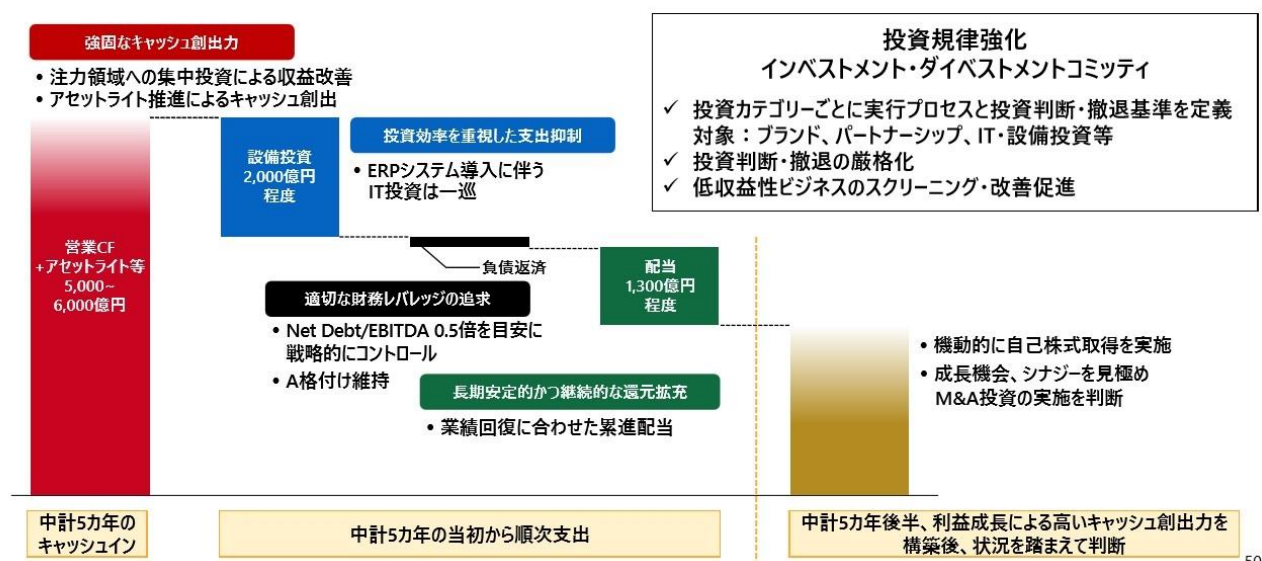 強固なキャッシュ創出力
• 注力領域への集中投資による収益改善
• アセットライト推進によるキャッシュ創出
営業CF
+アセットライト等
5,000~
6,000億円
設備投資
2,000億円
程度
投資効率を重視した支出抑制
• ERPシステム導入に伴う
IT投資は一巡
負債返済
適切な財務レバレッジの追求
• Net Debt/EBITDA 0.5倍を目安に
戦略的にコントロール
• A格付け維持
配当
1,300億円
程度
長期安定的かつ継続的な還元拡充
• 業績回復に合わせた累進配当
投資規律強化
インベストメント・ダイベストメントコミッティ
✓ 投資カテゴリーごとに実行プロセスと投資判断・撤退基準を定義
対象：ブランド、パートナーシップ、IT・設備投資等
✓ 投資判断・撤退の厳格化
✓ 低収益性ビジネスのスクリーニング・改善促進
• 機動的に自己株式取得を実施
• 成長機会、シナジーを見極め
M&A投資の実施を判断
中計5カ年の
キャッシュイン
中計5カ年の当初から順次支出
中計5カ年後半、利益成長による高いキャッシュ創出力を
構築後、状況を踏まえて判断